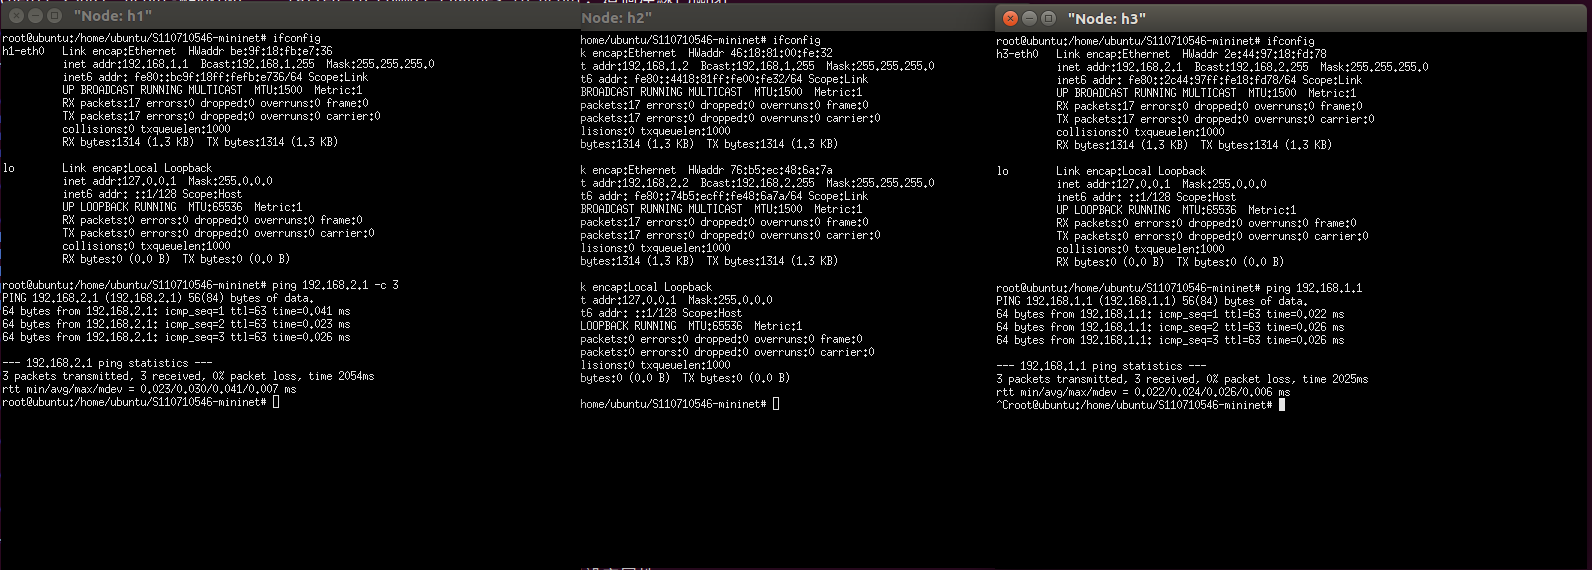 "Node: h1"
root@ubuntu:/home/ubuntu/S110710546-mininet# ifconfig
h1-eth0   Link encap:Ethernet  HWaddr be:9f:18:fb:e7:36
inet addr:192.168.1.1  Bcast:192.168.1.255  Mask:255.255.255.0
inet6 addr: fe80::bc9f:18ff:fefb:e736/64 Scope:Link
UP BROADCAST RUNNING MULTICAST  MTU:1500  Metric:1
RX packets:17 errors:0 dropped:0 overruns:0 frame:0
TX packets:17 errors:0 dropped:0 overruns:0 carrier:0
collisions:0 txqueuelen:1000
RX bytes:1314 (1.3 KB)  TX bytes:1314 (1.3 KB)
lo        Link encap:Local Loopback
inet addr:127.0.0.1  Mask:255.0.0.0
inet6 addr: ::1/128 Scope:Host
UP LOOPBACK RUNNING  MTU:65536  Metric:1
RX packets:0 errors:0 dropped:0 overruns:0 frame:0
TX packets:0 errors:0 dropped:0 overruns:0 carrier:0
collisions:0 txqueuelen:1000
RX bytes:0 (0.0 B)  TX bytes:0 (0.0 B)
root@ubuntu:/home/ubuntu/S110710546-mininet# ping 192.168.2.1 -c 3
PING 192.168.2.1 (192.168.2.1) 56(84) bytes of data.
64 bytes from 192.168.2.1: icmp_seq=1 ttl=63 time=0.041 ms
64 bytes from 192.168.2.1: icmp_seq=2 ttl=63 time=0.023 ms
64 bytes from 192.168.2.1: icmp_seq=3 ttl=63 time=0.026 ms
--- 192.168.2.1 ping statistics ---
3 packets transmitted, 3 received, 0% packet loss, time 2054ms
rtt min/avg/max/mdev = 0.023/0.030/0.041/0.007 ms
root@ubuntu:/home/ubuntu/S110710546-mininet#
Node: h2"
home/ubuntu/S110710546-mininet# ifconfig
k encap:Ethernet  HWaddr 46:18:81:00:fe:32
t addr:192.168.1.2  Bcast:192.168.1.255  Mask:255.255.255.0
t6 addr: fe80::4418:81ff:fe00:fe32/64 Scope:Link
BROADCAST RUNNING MULTICAST  MTU:1500  Metric:1
packets:17 errors:0 dropped:0 overruns:0 frame:0
packets:17 errors:0 dropped:0 overruns:0 carrier:0
lisions:0 txqueuelen:1000
bytes:1314 (1.3 KB)  TX bytes:1314 (1.3 KB)
k encap:Ethernet  HWaddr 76:b5:ec:48:6a:7a
t addr:192.168.2.2  Bcast:192.168.2.255  Mask:255.255.255.0
t6 addr: fe80::74b5:ecff:fe48:6a7a/64 Scope:Link
BROADCAST RUNNING MULTICAST  MTU:1500  Metric:1
packets:17 errors:0 dropped:0 overruns:0 frame:0
packets:17 errors:0 dropped:0 overruns:0 carrier:0
lisions:0 txqueuelen:1000
bytes:1314 (1.3 KB)  TX bytes:1314 (1.3 KB)
k encap:Local Loopback
t addr:127.0.0.1  Mask:255.0.0.0
t6 addr: ::1/128 Scope:Host
LOOPBACK RUNNING  MTU:65536  Metric:1
packets:0 errors:0 dropped:0 overruns:0 frame:0
packets:0 errors:0 dropped:0 overruns:0 carrier:0
lisions:0 txqueuelen:1000
bytes:0 (0.0 B)  TX bytes:0 (0.0 B)
home/ubuntu/S110710546-mininet#
"Node: h3"
root@ubuntu:/home/ubuntu/S110710546-mininet# ifconfig
h3-eth0   Link encap:Ethernet  HWaddr 2e:44:97:18:fd:78
inet addr:192.168.2.1  Bcast:192.168.2.255  Mask:255.255.255.0
inet6 addr: fe80::2c44:97ff:fe18:fd78/64 Scope:Link
UP BROADCAST RUNNING MULTICAST  MTU:1500  Metric:1
RX packets:17 errors:0 dropped:0 overruns:0 frame:0
TX packets:17 errors:0 dropped:0 overruns:0 carrier:0
collisions:0 txqueuelen:1000
RX bytes:1314 (1.3 KB)  TX bytes:1314 (1.3 KB)
lo        Link encap:Local Loopback
inet addr:127.0.0.1  Mask:255.0.0.0
inet6 addr: ::1/128 Scope:Host
UP LOOPBACK RUNNING  MTU:65536  Metric:1
RX packets:0 errors:0 dropped:0 overruns:0 frame:0
TX packets:0 errors:0 dropped:0 overruns:0 carrier:0
collisions:0 txqueuelen:1000
RX bytes:0 (0.0 B)  TX bytes:0 (0.0 B)
root@ubuntu:/home/ubuntu/S110710546-mininet# ping 192.168.1.1
PING 192.168.1.1 (192.168.1.1) 56(84) bytes of data.
64 bytes from 192.168.1.1: icmp_seq=1 ttl=63 time=0.022 ms
64 bytes from 192.168.1.1: icmp_seq=2 ttl=63 time=0.026 ms
64 bytes from 192.168.1.1: icmp_seq=3 ttl=63 time=0.026 ms
--- 192.168.1.1 ping statistics ---
3 packets transmitted, 3 received, 0% packet loss, time 2025ms
rtt min/avg/max/mdev = 0.022/0.024/0.026/0.006 ms
^Croot@ubuntu:/home/ubuntu/S110710546-mininet#